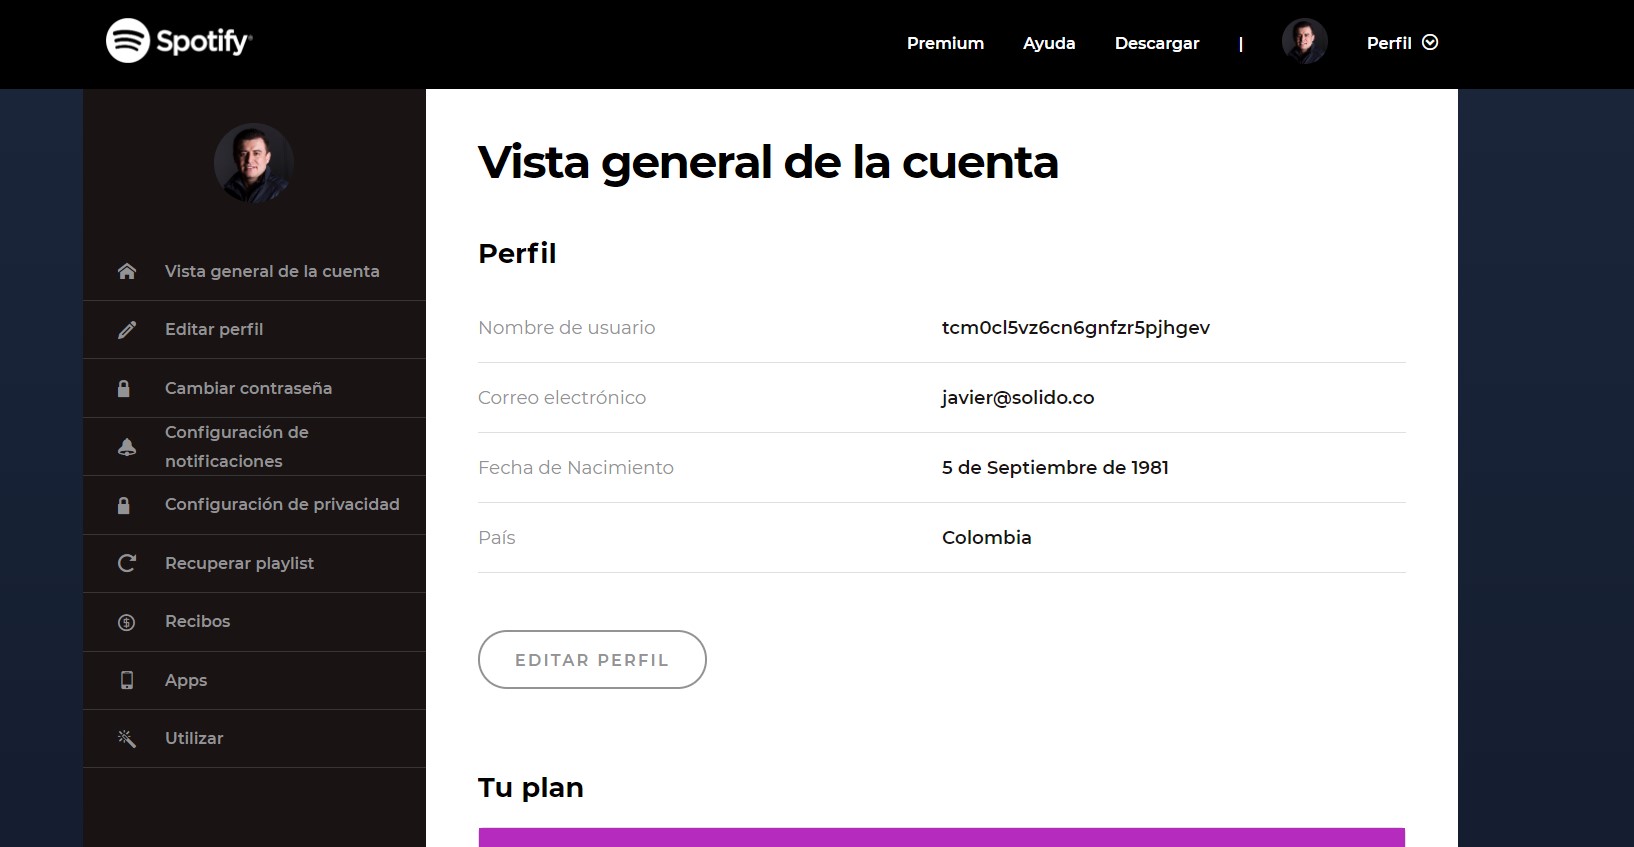 Spotify®
Premium
Ayuda
Descargar
|
Perfil
Vista general de la cuenta
Editar perfil
Cambiar contraseña
Configuración de
notificaciones
Configuración de privacidad
Recuperar playlist
Recibos
Apps
Utilizar
Vista general de la cuenta
Perfil
Nombre de usuario tcm0cl5vz6cn6gnfzr5pjhgev
Correo electrónico javier@solido.co
Fecha de Nacimiento 5 de Septiembre de 1981
País Colombia
EDITAR PERFIL
Tu plan